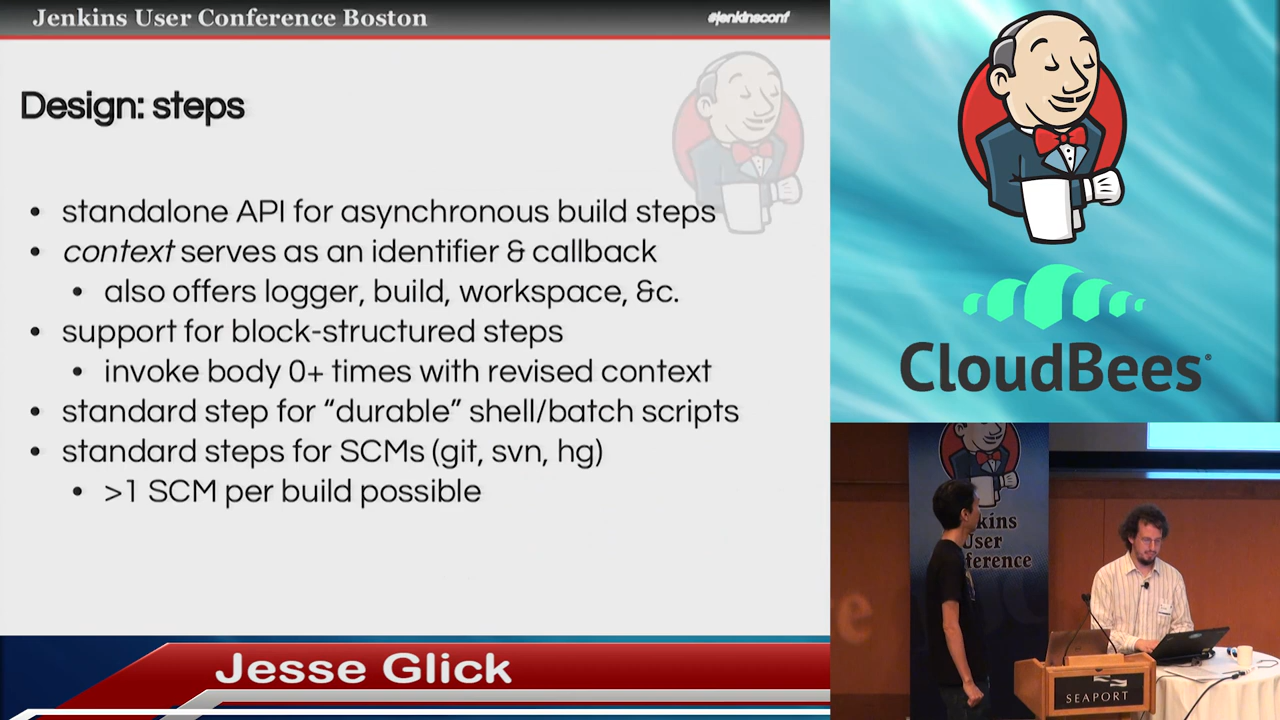 Jenkins User Conference Boston
#jenkinsconf
Design: steps
• standalone API for asynchronous build steps
• context serves as an identifier & callback
• also offers logger, build, workspace, &c.
• support for block-structured steps
• invoke body 0+ times with revised context
• standard step for “durable” shell/batch scripts
• standard steps for SCMs (git, svn, hg)
• >1 SCM per build possible
Jesse Glick
CloudBees
User
SEAPORT